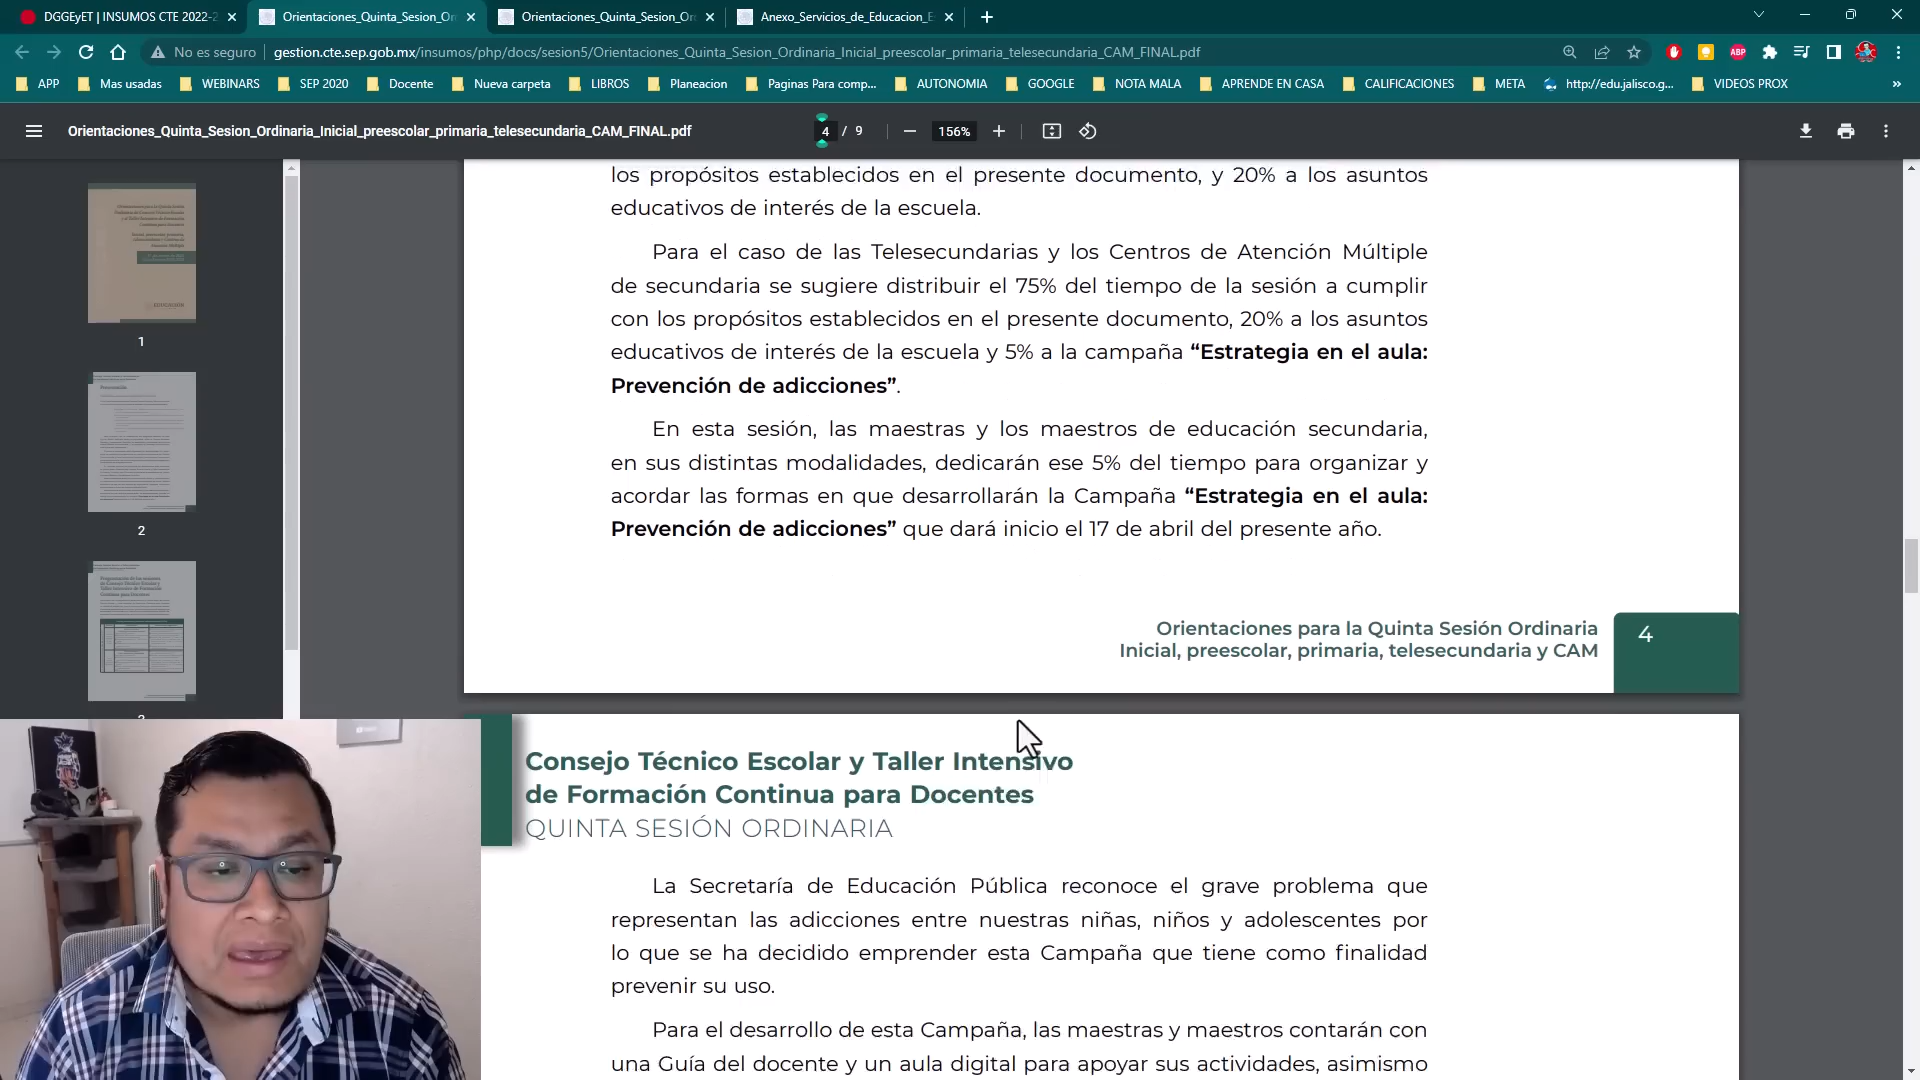 DGGEyET | INSUMOS CTE 2022-2
Orientaciones_Quinta_Sesion_Or
Orientaciones_Quinta_Sesion_Or
Anexo_Servicios_de_Educacion_E
No es seguro
gestion.cte.sep.gob.mx/insumos/php/docs/sesion5/Orientaciones_Quinta_Sesion_Ordinaria_Inicial_preescolar_primaria_telesecundaria_CAM_FINAL.pdf
ABP
APP
Mas usadas
WEBINARS
SEP 2020
Docente
Nueva carpeta
LIBROS
Planeacion
Paginas Para comp...
AUTONOMIA
GOOGLE
NOTA MALA
APRENDE EN CASA
CALIFICACIONES
META
http://edu.jalisco.g...
VIDEOS PROX
»
Orientaciones_Quinta_Sesion_Ordinaria_Inicial_preescolar_primaria_telesecundaria_CAM_FINAL.pdf
4 / 9
156%
1
2
los propósitos establecidos en el presente documento, y 20% a los asuntos
educativos de interés de la escuela.
Para el caso de las Telesecundarias y los Centros de Atención Múltiple
de secundaria se sugiere distribuir el 75% del tiempo de la sesión a cumplir
con los propósitos establecidos en el presente documento, 20% a los asuntos
educativos de interés de la escuela y 5% a la campaña “Estrategia en el aula:
Prevención de adicciones”.
En esta sesión, las maestras y los maestros de educación secundaria,
en sus distintas modalidades, dedicarán ese 5% del tiempo para organizar y
acordar las formas en que desarrollarán la Campaña “Estrategia en el aula:
Prevención de adicciones” que dará inicio el 17 de abril del presente año.
Orientaciones para la Quinta Sesión Ordinaria
Inicial, preescolar, primaria, telesecundaria y CAM
4
Consejo Técnico Escolar y Taller Intensivo
de Formación Continua para Docentes
QUINTA SESIÓN ORDINARIA
La Secretaría de Educación Pública reconoce el grave problema que
representan las adicciones entre nuestras niñas, niños y adolescentes por
lo que se ha decidido emprender esta Campaña que tiene como finalidad
prevenir su uso.
Para el desarrollo de esta Campaña, las maestras y maestros contarán con
una Guía del docente y un aula digital para apoyar sus actividades, asimismo